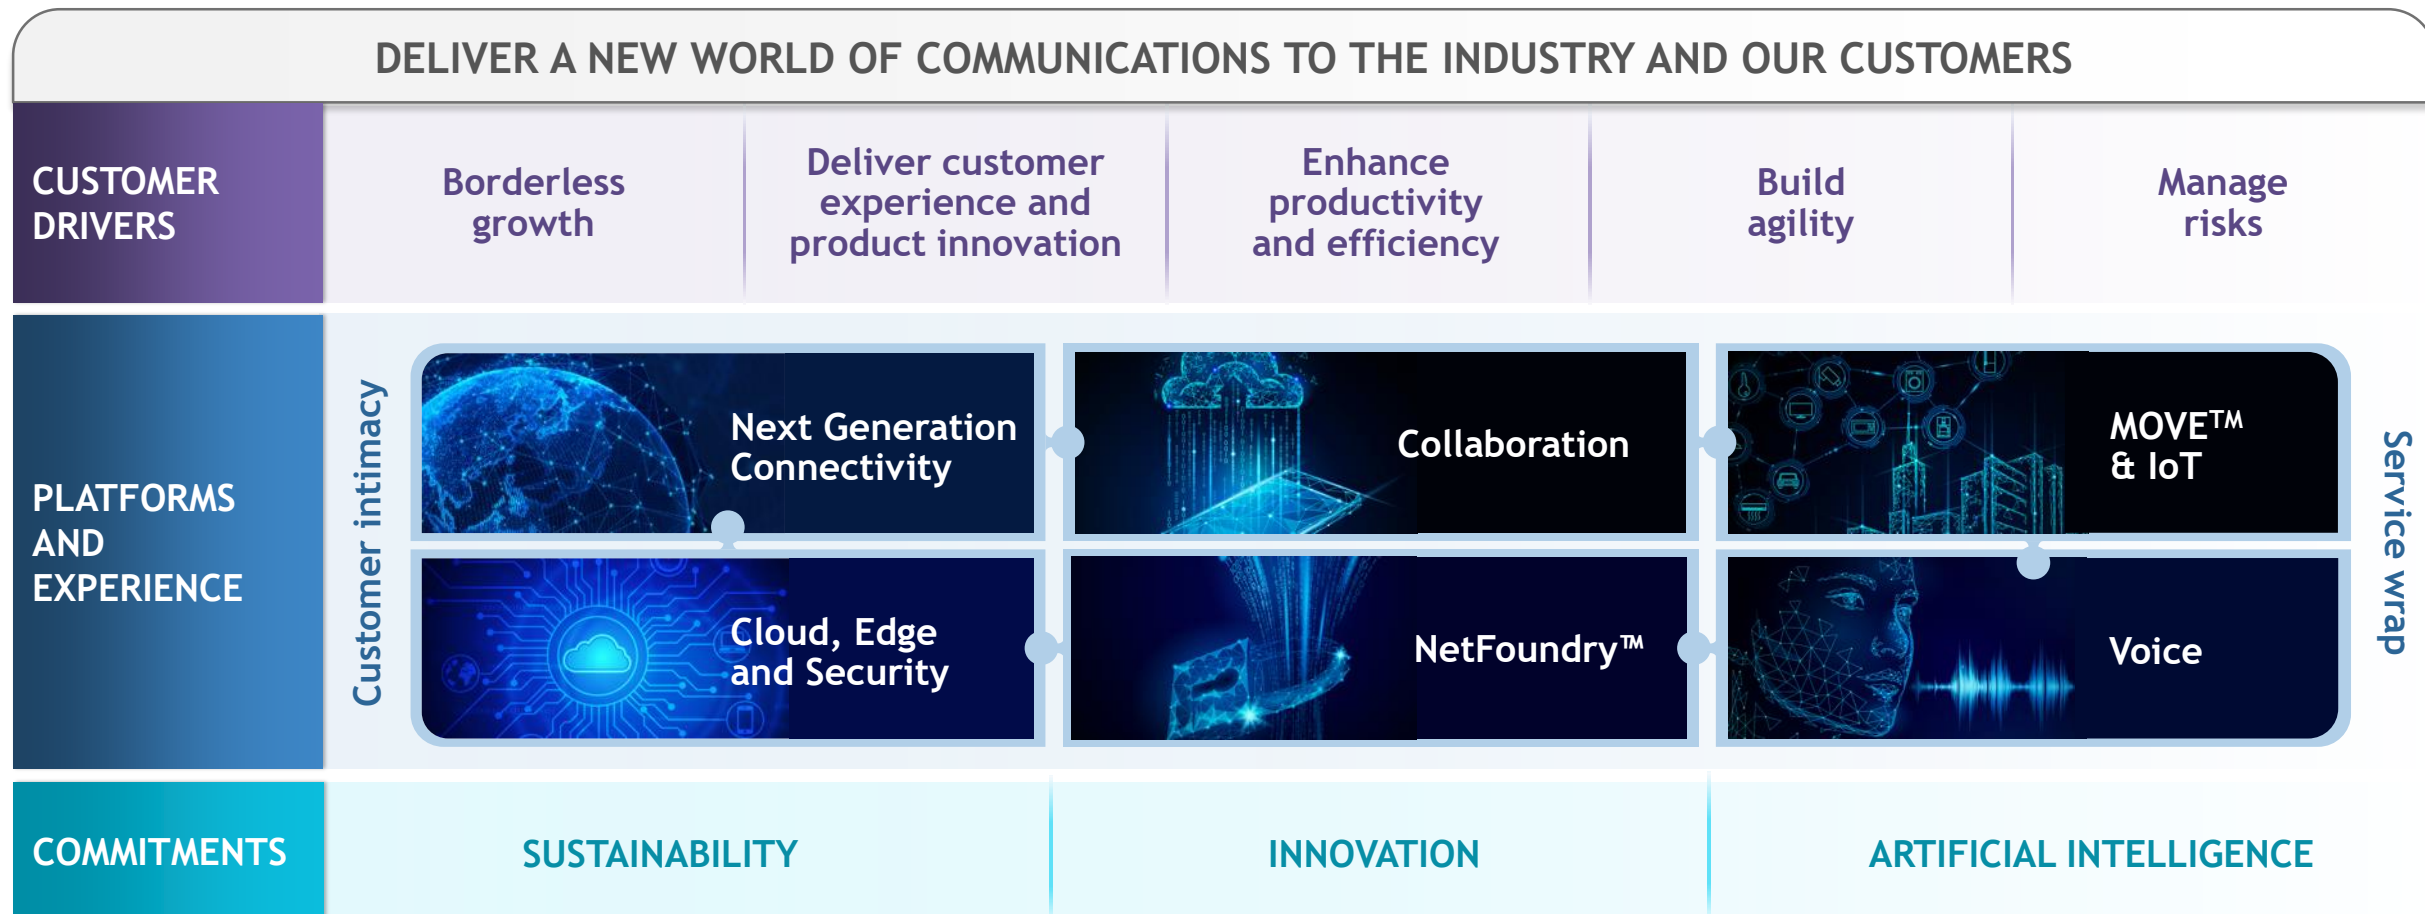 DELIVER A NEW WORLD OF COMMUNICATIONS TO THE INDUSTRY AND OUR CUSTOMERS
CUSTOMER
DRIVERS
Borderless
growth
Deliver customer
experience and
product innovation
Enhance
productivity
and efficiency
Build
agility
Manage
risks
PLATFORMS
AND
EXPERIENCE
Customer intimacy
Next Generation
Connectivity
Collaboration
MOVE™
& IoT
Cloud, Edge
and Security
NetFoundry™
Voice
Service wrap
COMMITMENTS
SUSTAINABILITY
INNOVATION
ARTIFICIAL INTELLIGENCE